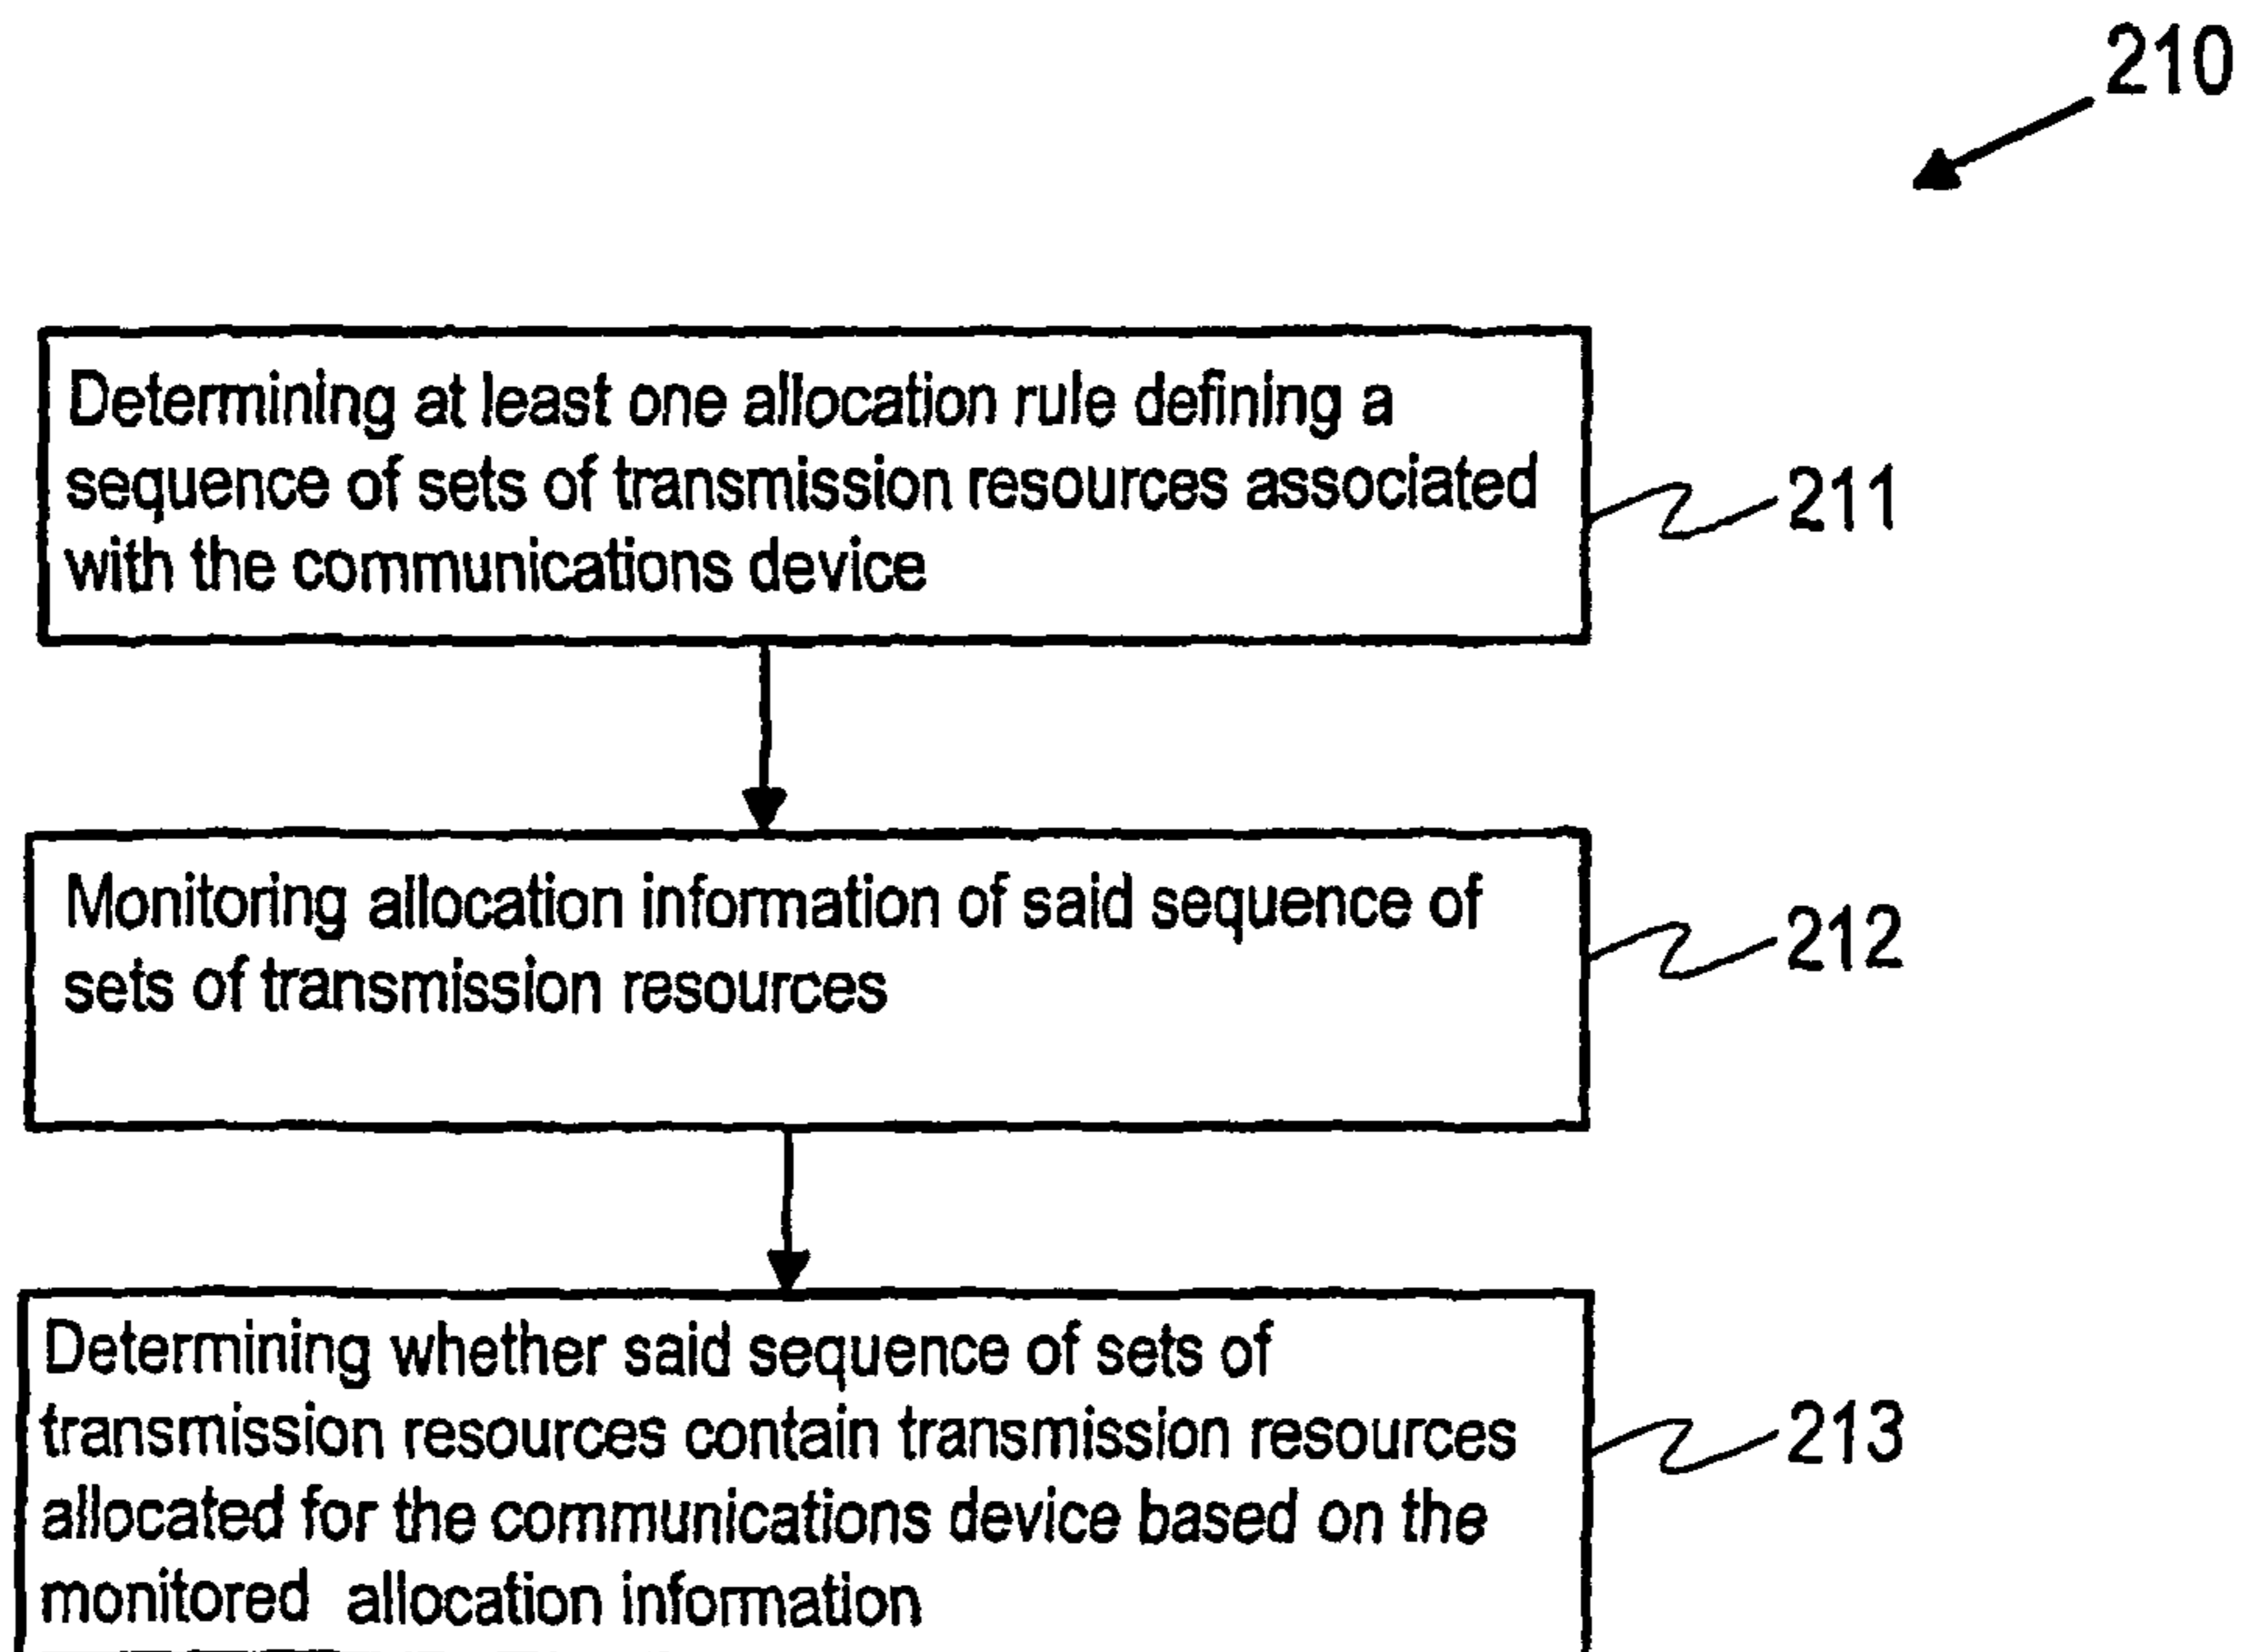 210
Determining at least one allocation rule defining a
sequence of sets of transmission resources associated
with the communications device
211
Monitoring allocation information of said sequence of
sets of transmission resources
212
Determining whether said sequence of sets of
transmission resources contain transmission resources
allocated for the communications device based on the
monitored allocation information
213